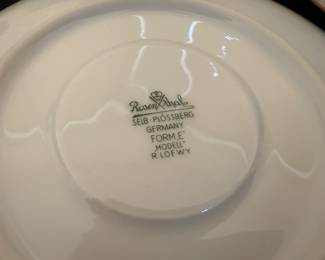 Rosenthal
SELB-PLÖSSBERG
GERMANY
FORM „E"
„MODELL"
R LOEWY